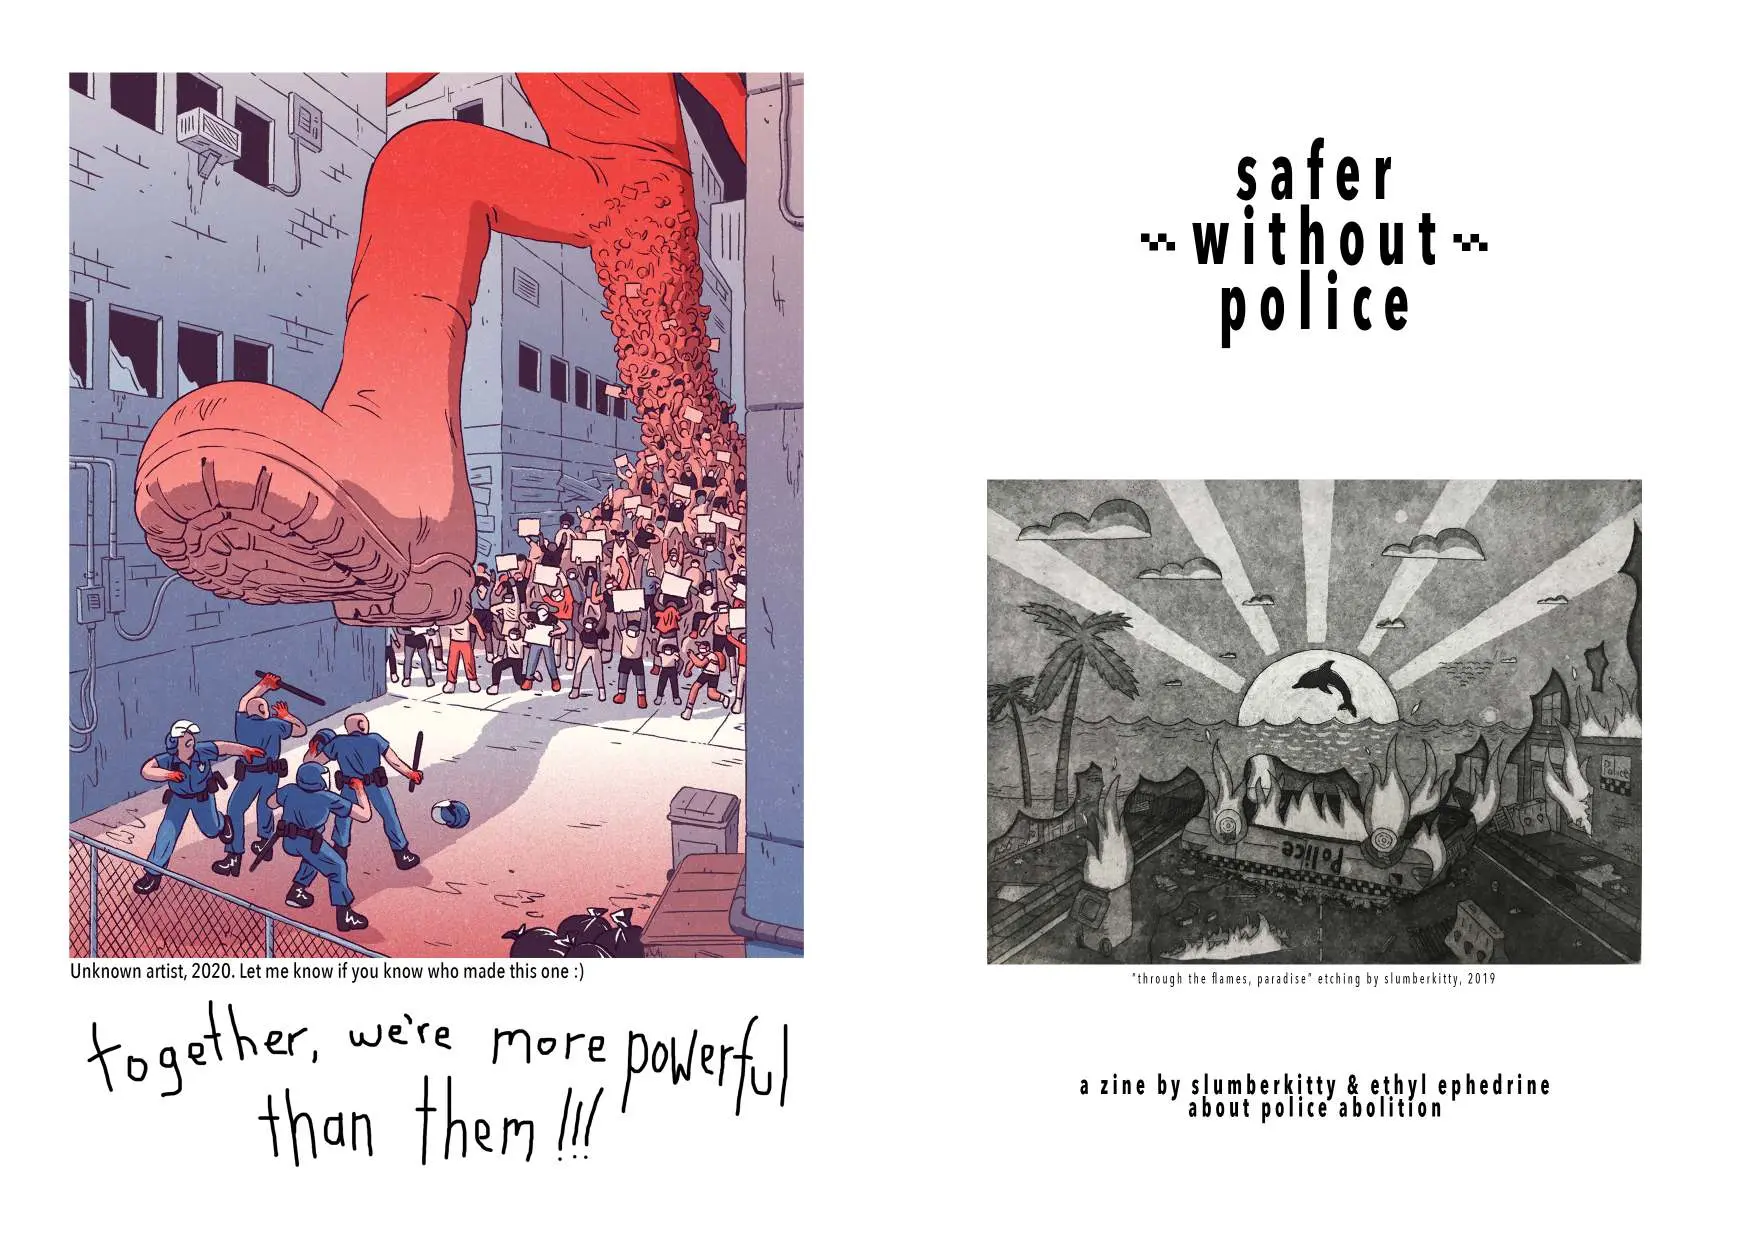 Unknown artist, 2020. Let me know if you know who made this one :)
together, we're more powerful
than them!!!
safer
~without~
police
Police
Police
"through the flames, paradise" etching by slumberkitty, 2019
a zine by slumberkitty & ethyl ephedrine
about police abolition